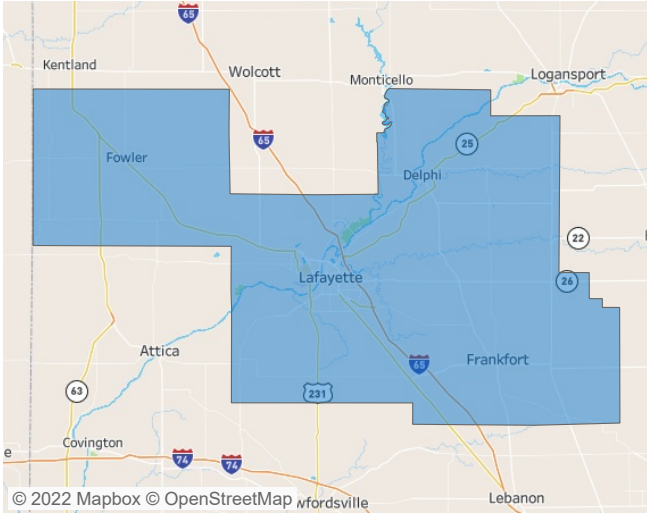 65
Kentland
Wolcott
Monticello
Logansport
65
25
Fowler
Delphi
22
Lafayette
26
Attica
Frankfort
65
63
231
Covington
74
74
e
© 2022 Mapbox © OpenStreetMap
wfordsville
Lebanon